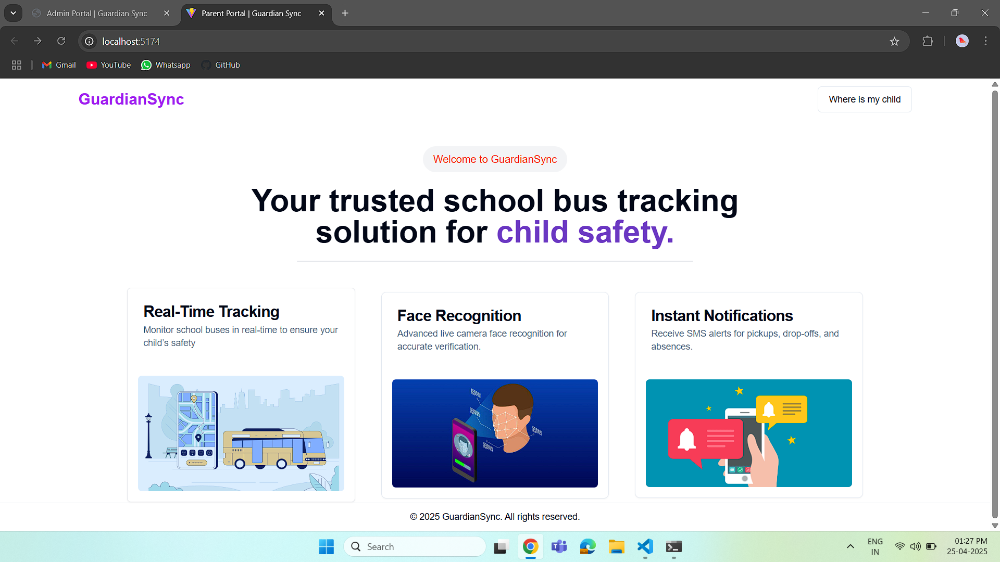 Admin Portal | Guardian Sync
Parent Portal | Guardian Sync
localhost:5174
Gmail
YouTube
Whatsapp
GitHub
GuardianSync
Where is my child
Welcome to GuardianSync
Your trusted school bus tracking
solution for child safety.
Real-Time Tracking
Monitor school buses in real-time to ensure your
child's safety
Face Recognition
Advanced live camera face recognition for
accurate verification.
Instant Notifications
Receive SMS alerts for pickups, drop-offs, and
absences.
© 2025 GuardianSync. All rights reserved.
Search
ENG
IN
01:27 PM
25-04-2025